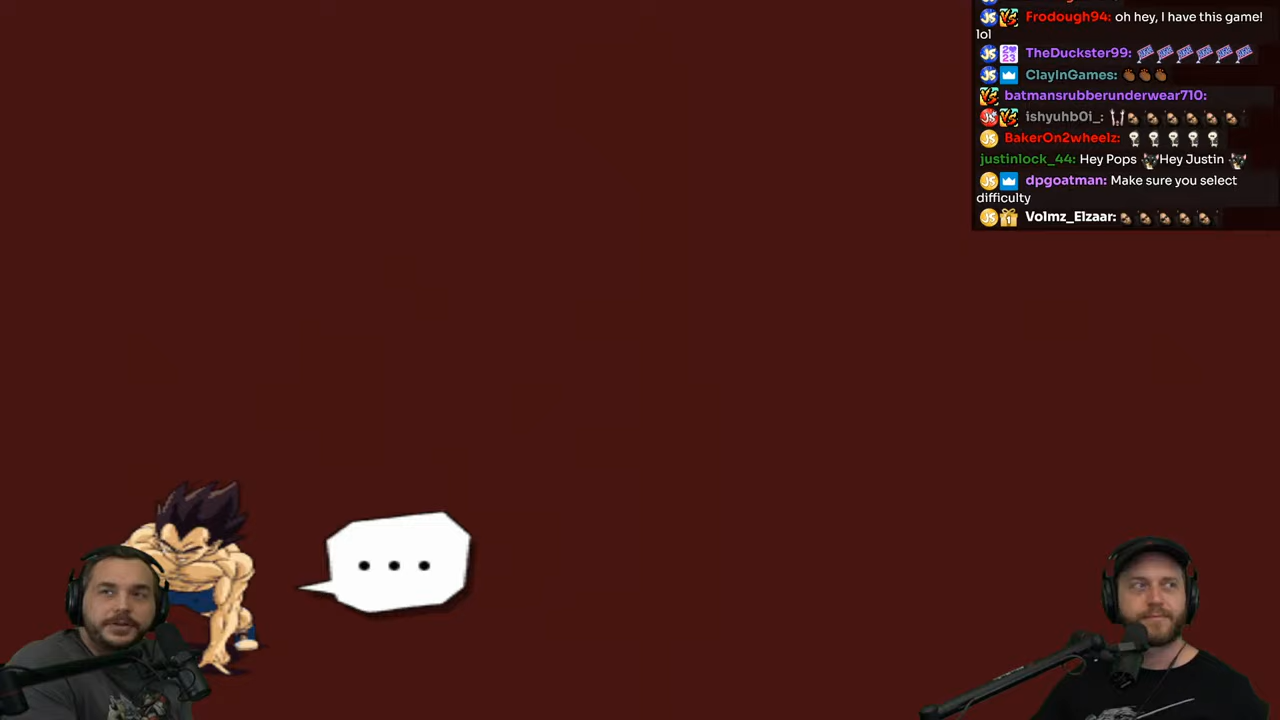 Frodough94: oh hey, I have this game!
lol
TheDuckster99:
ClayInGames:
batmansrubberunderwear710:
ishyuhb0i_:
BakerOn2wheelz:
justinlock_44: Hey Pops Hey Justin
dpgoatman: Make sure you select
difficulty
Volmz_Elzaar:
...